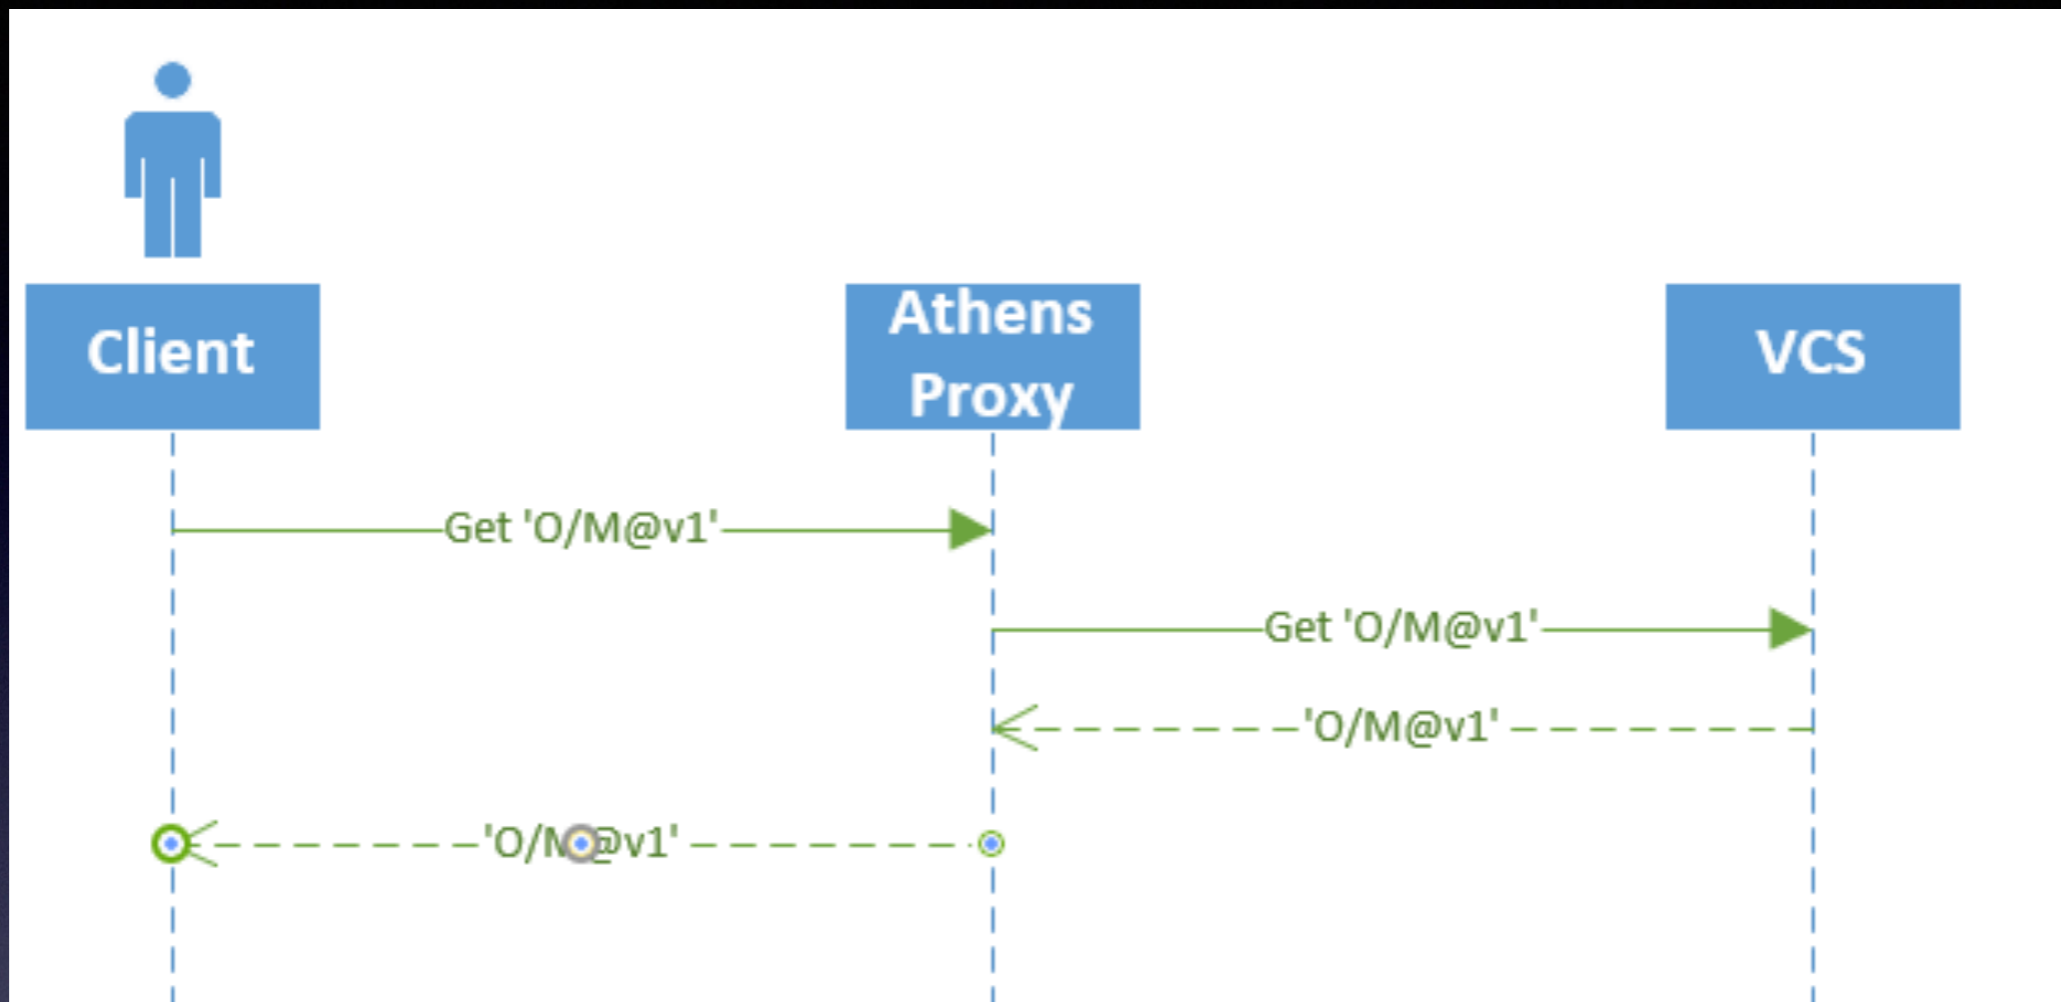 Client
Athens
Proxy
VCS
Get 'O/M@v1'
Get 'O/M@v1'
'O/M@v1'
'O/M@v1'